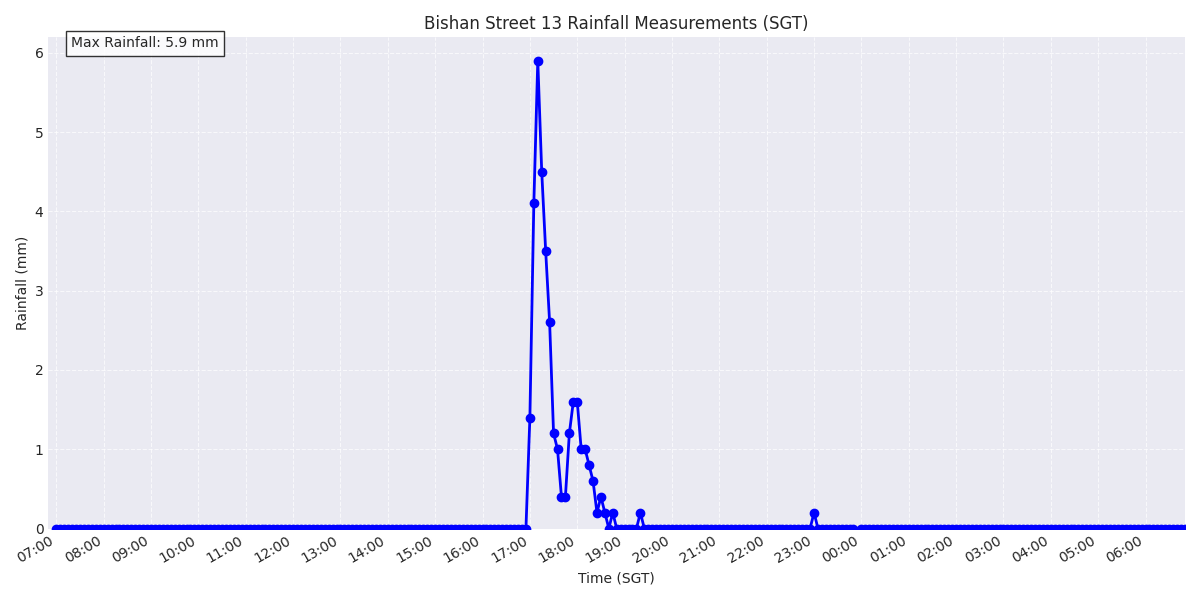 Bishan Street 13 Rainfall Measurements (SGT)
Max Rainfall: 5.9 mm
6
5
4
3
2
1
0
Rainfall (mm)
07:00 08:00 09:00 10:00 11:00 12:00 13:00 14:00 15:00 16:00 17:00 18:00 19:00 20:00 21:00 22:00 23:00 00:00 01:00 02:00 03:00 04:00 05:00 06:00
Time (SGT)